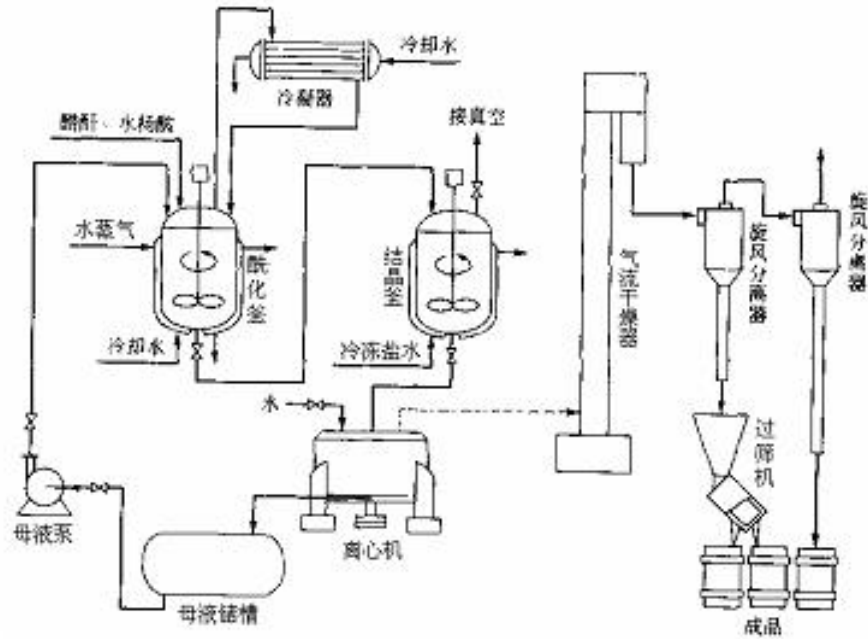 冷却水
冷凝器
醋酐、水杨酸
接真空
水蒸气
酰化釜
结晶釜
气流干燥器
旋风分离器
旋风分离器
冷却水
冷冻盐水
水
过筛机
母液泵
离心机
母液储槽
成品